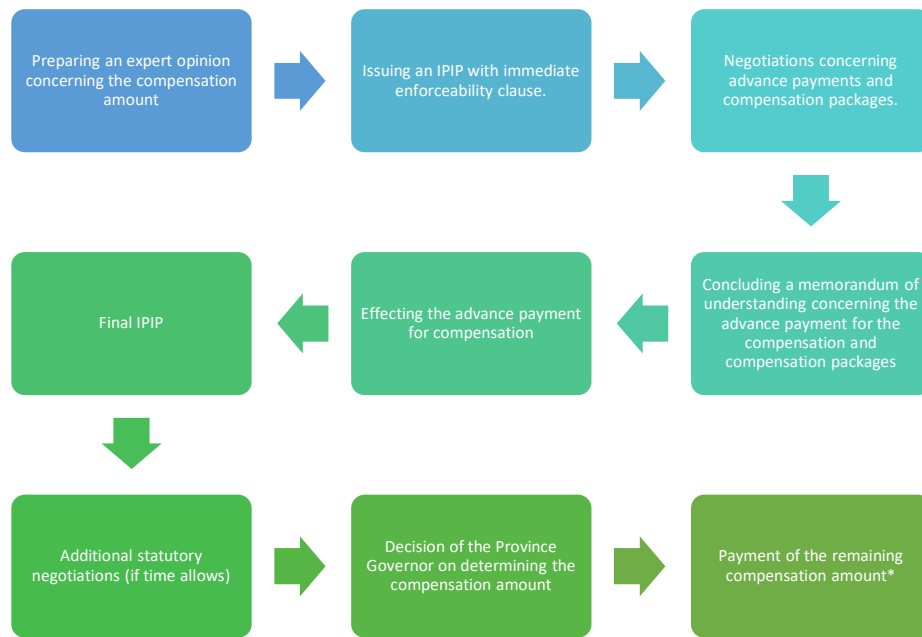 Preparing an expert opinion
concerning the compensation
amount
Issuing an IPIP with immediate
enforceability clause.
Negotiations concerning
advance payments and
compensation packages.
Concluding a memorandum of
understanding concerning the
advance payment for the
compensation and
compensation packages
Effecting the advance payment
for compensation
Final IPIP
Additional statutory
negotiations (if time allows)
Decision of the Province
Governor on determining the
compensation amount
Payment of the remaining
compensation amount*